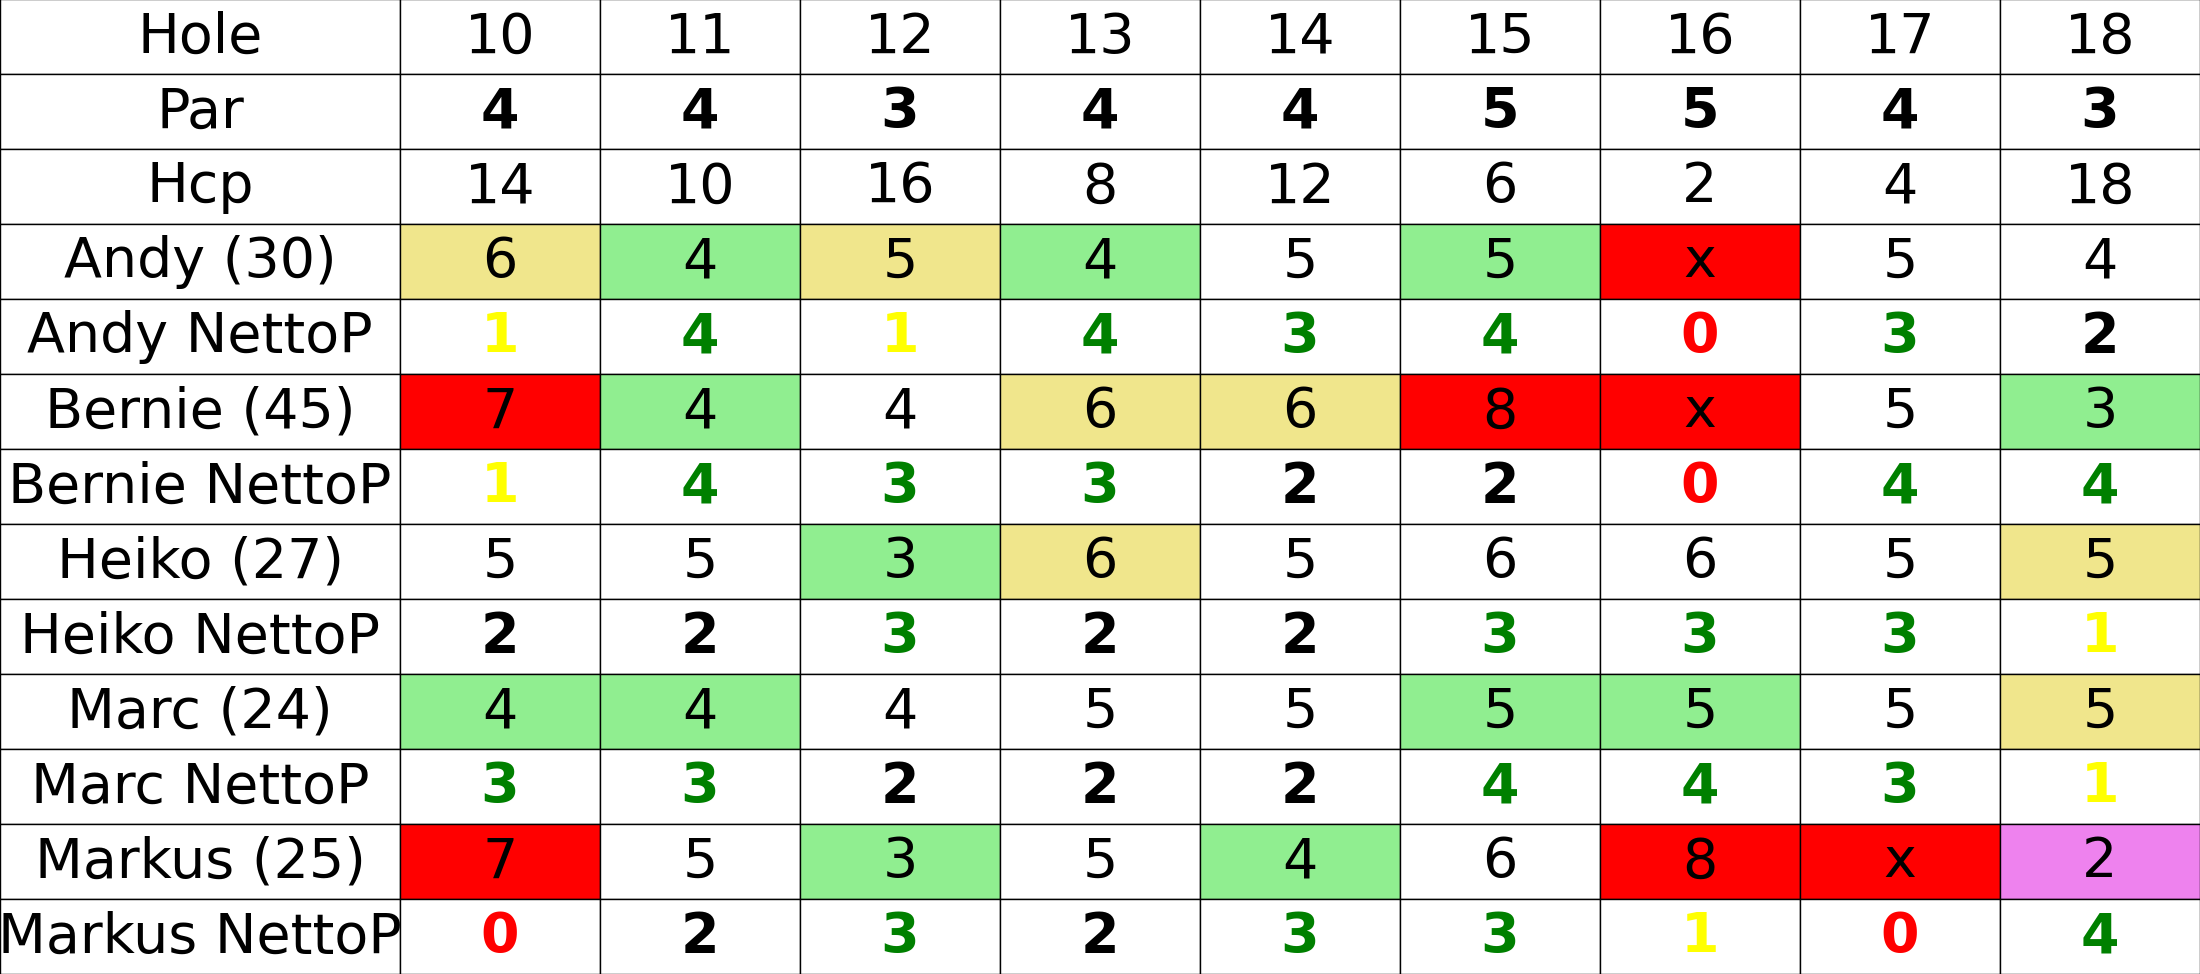 Hole 10 11 12 13 14 15 16 17 18
Par 4 4 3 4 4 5 5 4 3
Hcp 14 10 16 8 12 6 2 4 18
Andy (30) 6 4 5 4 5 5 x 5 4
Andy NettoP 1 4 1 4 3 4 0 3 2
Bernie (45) 7 4 4 6 6 8 x 5 3
Bernie NettoP 1 4 3 3 2 2 0 4 4
Heiko (27) 5 5 3 6 5 6 6 5 5
Heiko NettoP 2 2 3 2 2 3 3 3 1
Marc (24) 4 4 4 5 5 5 5 5 5
Marc NettoP 3 3 2 2 2 4 4 3 1
Markus (25) 7 5 3 5 4 6 8 x 2
Markus NettoP 0 2 3 2 3 3 1 0 4